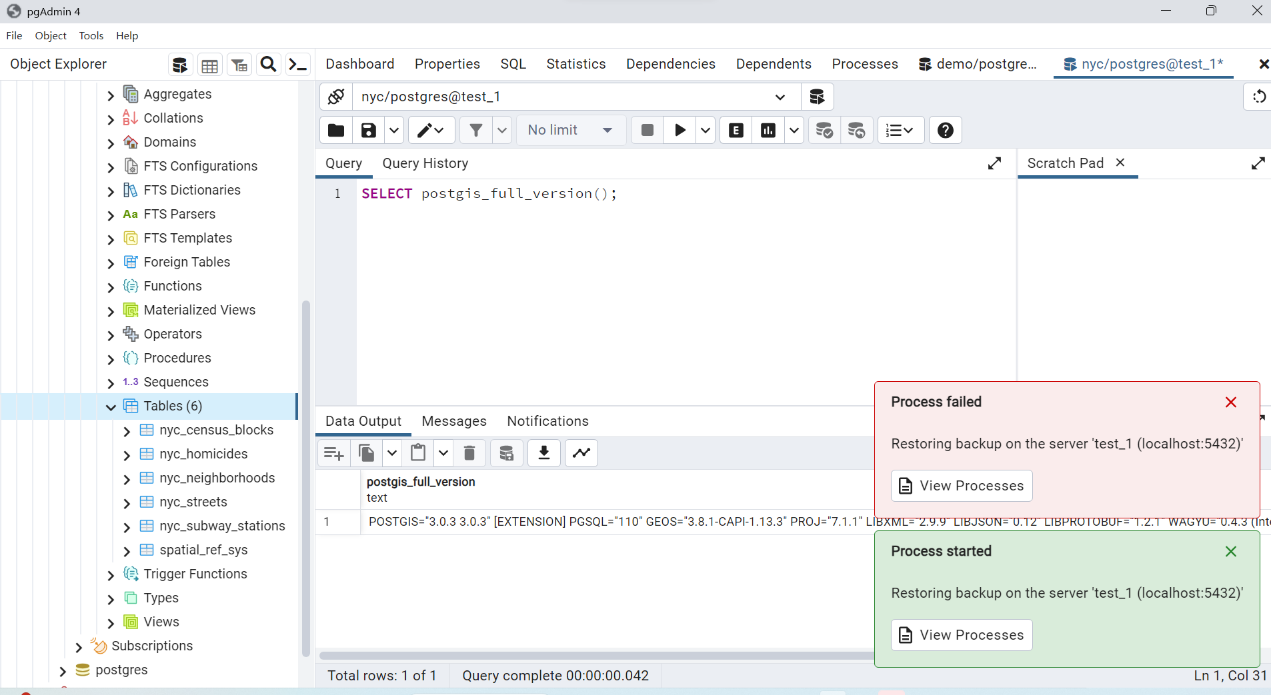 pgAdmin 4
File Object Tools Help
Object Explorer
Dashboard Properties SQL Statistics Dependencies Dependents Processes demo/postgre... nyc/postgres@test_1*
Aggregates
Collations
Domains
FTS Configurations
FTS Dictionaries
Aa FTS Parsers
FTS Templates
Foreign Tables
Functions
Materialized Views
Operators
Procedures
1..3 Sequences
Tables (6)
nyc_census_blocks
nyc_homicides
nyc_neighborhoods
nyc_streets
nyc_subway_stations
spatial_ref_sys
Trigger Functions
Types
Views
Subscriptions
postgres
nyc/postgres@test_1
No limit
E
Query Query History
Scratch Pad
1 SELECT postgis_full_version();
Data Output Messages Notifications
postgis_full_version
text
1 POSTGIS="3.0.3 3.0.3" [EXTENSION] PGSQL="110" GEOS="3.8.1-CAPI-1.13.3" PROJ="7.1.1" LIBXML="2.9.9" LIBJSON="0.12" LIBPROTOBUF="1.2.1" WAGYU="0.4.3 (Inte
Process failed
Restoring backup on the server 'test_1 (localhost:5432)'
View Processes
Process started
Restoring backup on the server 'test_1 (localhost:5432)'
View Processes
Total rows: 1 of 1 Query complete 00:00:00.042
Ln 1, Col 31